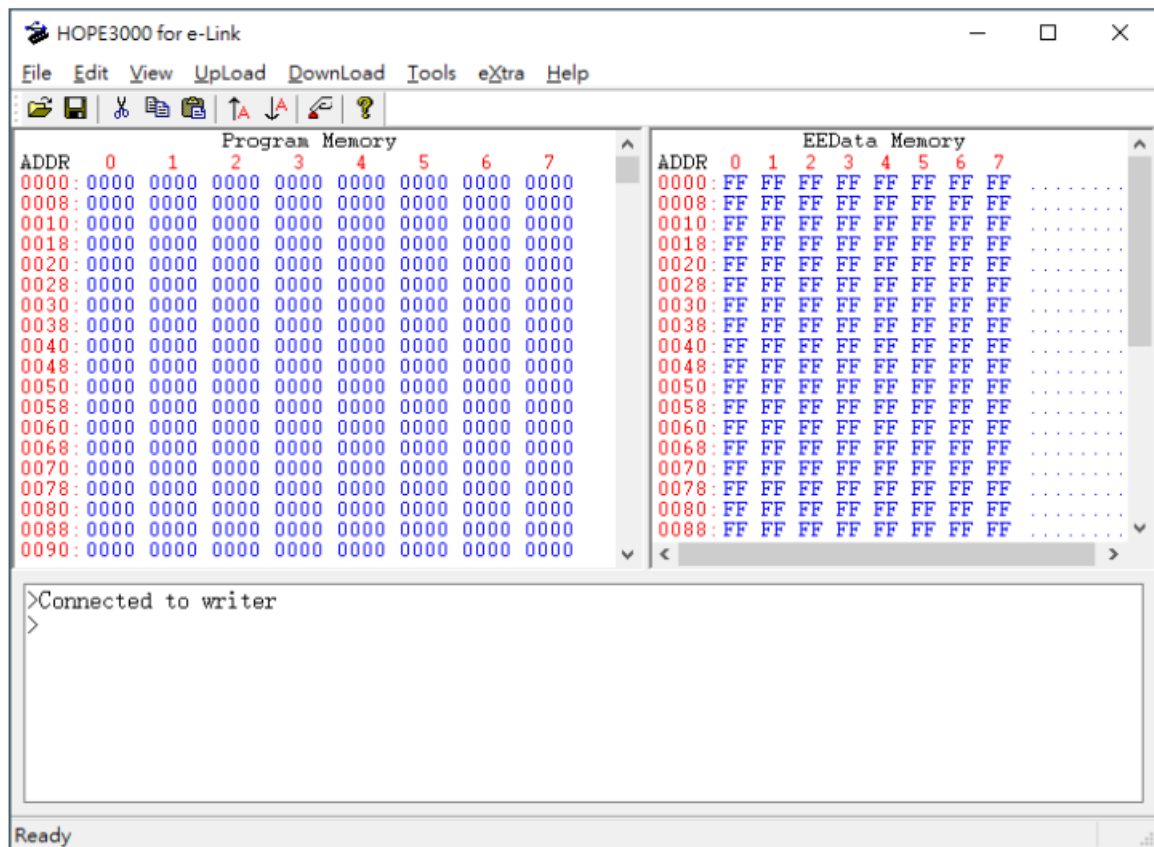 HOPE3000 for e-Link
File Edit View UpLoad DownLoad Tools eXtra Help
Program Memory
ADDR 0 1 2 3 4 5 6 7
0000:0000 0000 0000 0000 0000 0000 0000 0000
0008:0000 0000 0000 0000 0000 0000 0000 0000
0010:0000 0000 0000 0000 0000 0000 0000 0000
0018:0000 0000 0000 0000 0000 0000 0000 0000
0020:0000 0000 0000 0000 0000 0000 0000 0000
0028:0000 0000 0000 0000 0000 0000 0000 0000
0030:0000 0000 0000 0000 0000 0000 0000 0000
0038:0000 0000 0000 0000 0000 0000 0000 0000
0040:0000 0000 0000 0000 0000 0000 0000 0000
0048:0000 0000 0000 0000 0000 0000 0000 0000
0050:0000 0000 0000 0000 0000 0000 0000 0000
0058:0000 0000 0000 0000 0000 0000 0000 0000
0060:0000 0000 0000 0000 0000 0000 0000 0000
0068:0000 0000 0000 0000 0000 0000 0000 0000
0070:0000 0000 0000 0000 0000 0000 0000 0000
0078:0000 0000 0000 0000 0000 0000 0000 0000
0080:0000 0000 0000 0000 0000 0000 0000 0000
0088:0000 0000 0000 0000 0000 0000 0000 0000
0090:0000 0000 0000 0000 0000 0000 0000 0000
EEData Memory
ADDR 0 1 2 3 4 5 6 7
0000:FF FF FF FF FF FF FF FF ........
0008:FF FF FF FF FF FF FF FF ........
0010:FF FF FF FF FF FF FF FF ........
0018:FF FF FF FF FF FF FF FF ........
0020:FF FF FF FF FF FF FF FF ........
0028:FF FF FF FF FF FF FF FF ........
0030:FF FF FF FF FF FF FF FF ........
0038:FF FF FF FF FF FF FF FF ........
0040:FF FF FF FF FF FF FF FF ........
0048:FF FF FF FF FF FF FF FF ........
0050:FF FF FF FF FF FF FF FF ........
0058:FF FF FF FF FF FF FF FF ........
0060:FF FF FF FF FF FF FF FF ........
0068:FF FF FF FF FF FF FF FF ........
0070:FF FF FF FF FF FF FF FF ........
0078:FF FF FF FF FF FF FF FF ........
0080:FF FF FF FF FF FF FF FF ........
0088:FF FF FF FF FF FF FF FF ........
>Connected to writer
>
Ready